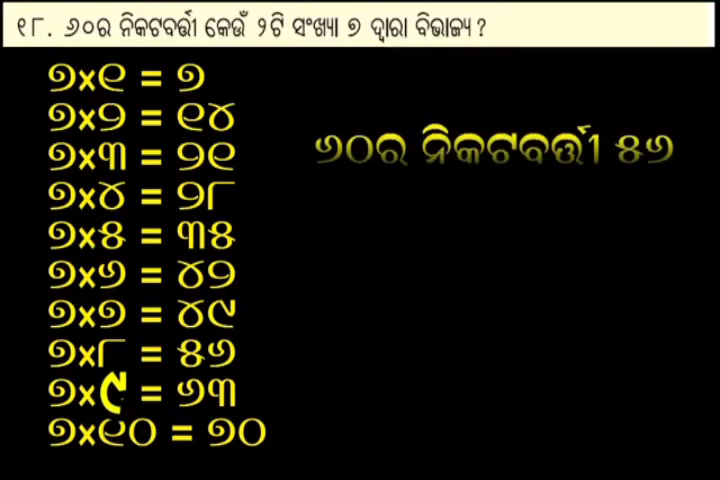 ୧୮. ୬୦ର ନିକଟବର୍ତ୍ତୀ କେଉଁ ୨ଟି ସଂଖ୍ୟା ୭ ଦ୍ୱାରା ବିଭାଜ୍ୟ ?
୭x୧ = ୭
୭x୨ = ୧୪
୭x୩ = ୨୧
୭x୪ = ୨୮
୭x୫ = ୩୫
୭x୬ = ୪୨
୭x୭ = ୪୯
୭x୮ = ୫୬
୭x୯ = ୬୩
୭x୧୦ = ୭୦
୬୦ର ନିକଟବର୍ତ୍ତୀ ୫୬